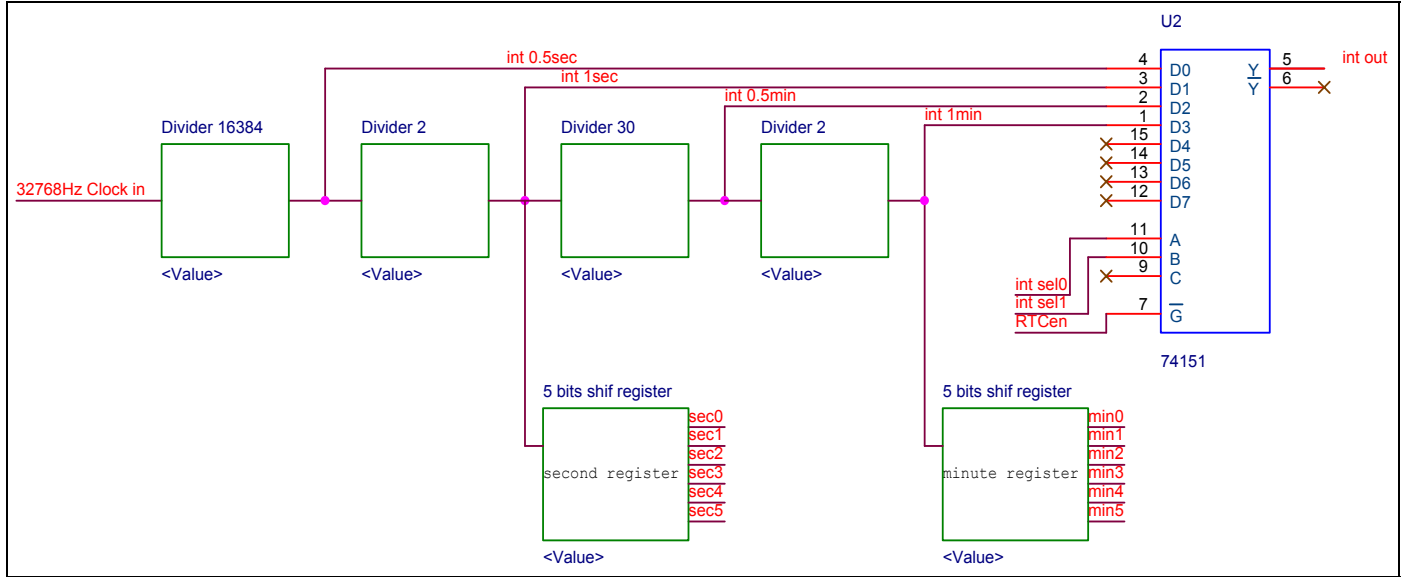 U2
int 0.5sec
4
D0
Y
5
int out
int 1sec
3
D1
Y
6
int 0.5min
2
D2
int 1min
1
D3
15
D4
14
D5
13
D6
12
D7
Divider 16384
Divider 2
Divider 30
Divider 2
32768Hz Clock in
<Value>
<Value>
<Value>
<Value>
11
A
10
B
9
C
int sel0
int sel1
RTCen
7
G
74151
5 bits shif register
5 bits shif register
sec0
sec1
sec2
second register
sec3
sec4
sec5
min0
min1
min2
minute register
min3
min4
min5
<Value>
<Value>